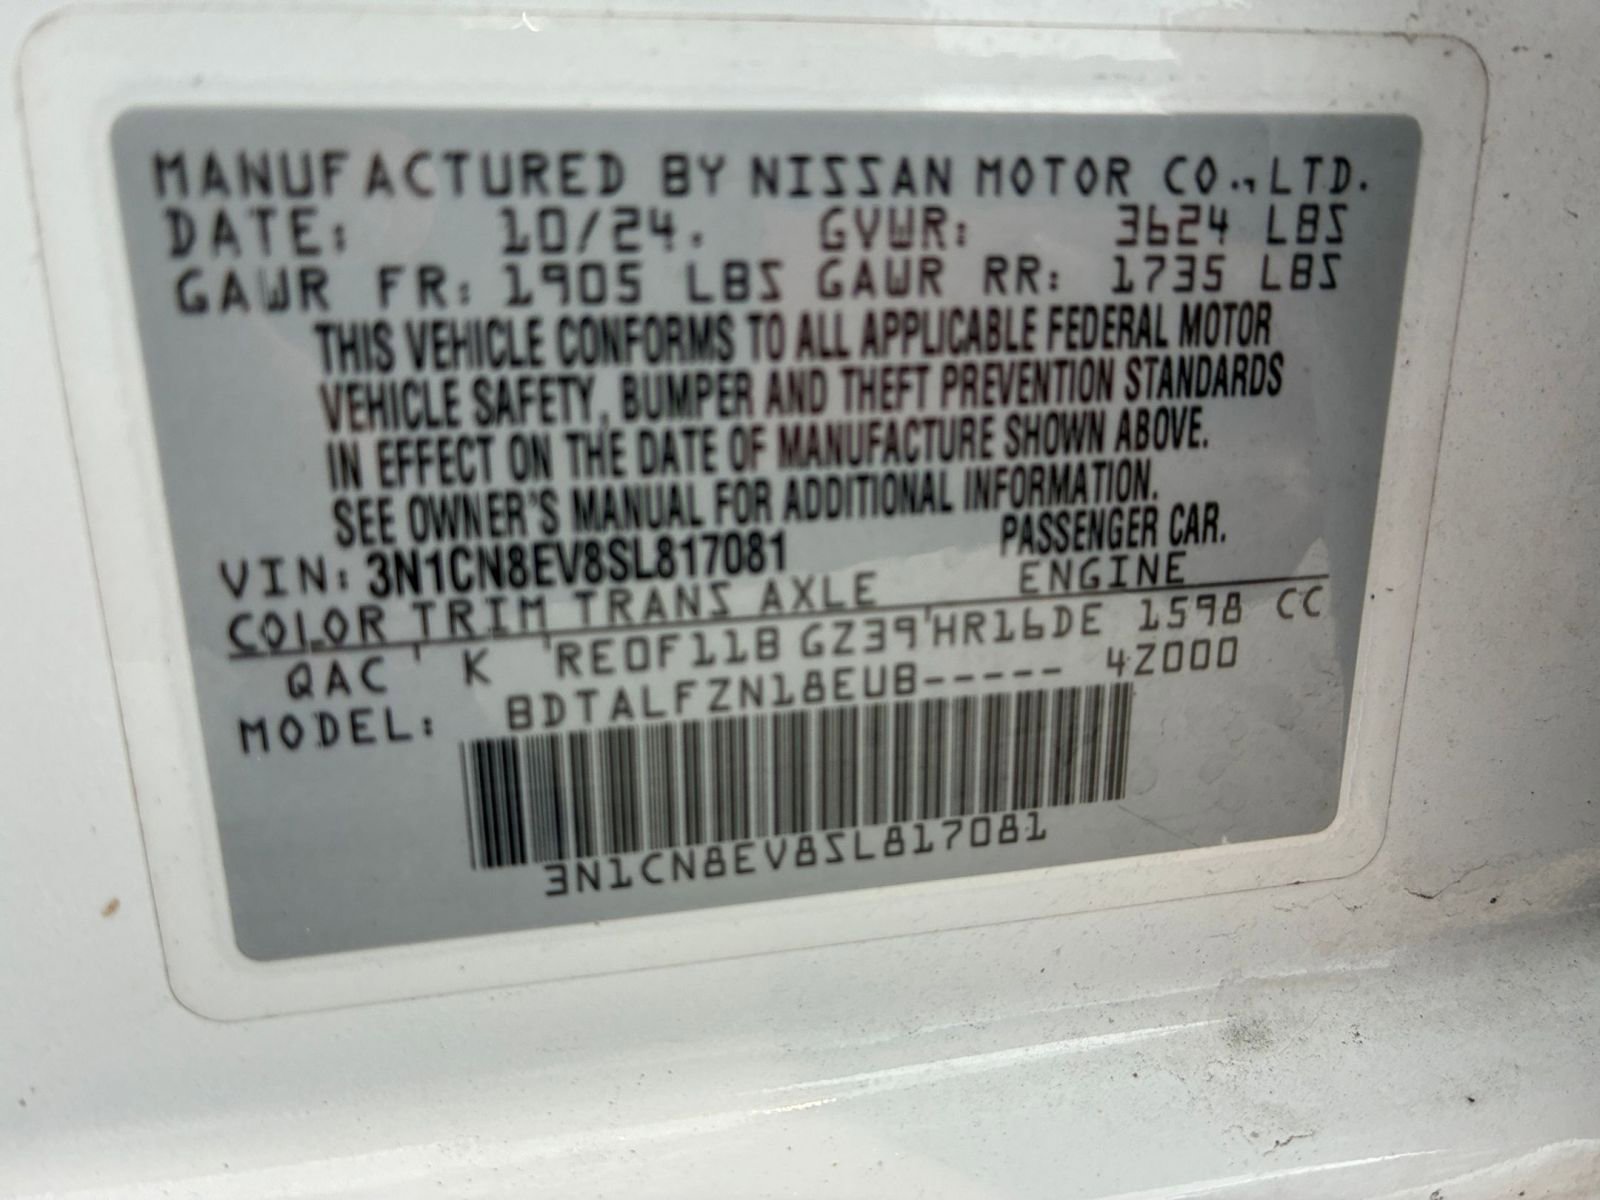 MANUFACTURED BY NISSAN MOTOR CO., LTD.
DATE: 10/24. GVWR: 3624 LBS
GAWR FR: 1905 LBS GAWR RR: 1735 LBS
THIS VEHICLE CONFORMS TO ALL APPLICABLE FEDERAL MOTOR
VEHICLE SAFETY, BUMPER AND THEFT PREVENTION STANDARDS
IN EFFECT ON THE DATE OF MANUFACTURE SHOWN ABOVE.
SEE OWNER'S MANUAL FOR ADDITIONAL INFORMATION.
VIN: 3N1CN8EV8SL817081 PASSENGER CAR.
COLOR TRIM TRANS AXLE ENGINE
QAC K RE0F11B GZ39 HR16DE 1598 CC
MODEL: BDTALFZN18EUB----- 4Z000
3N1CN8EV8SL817081